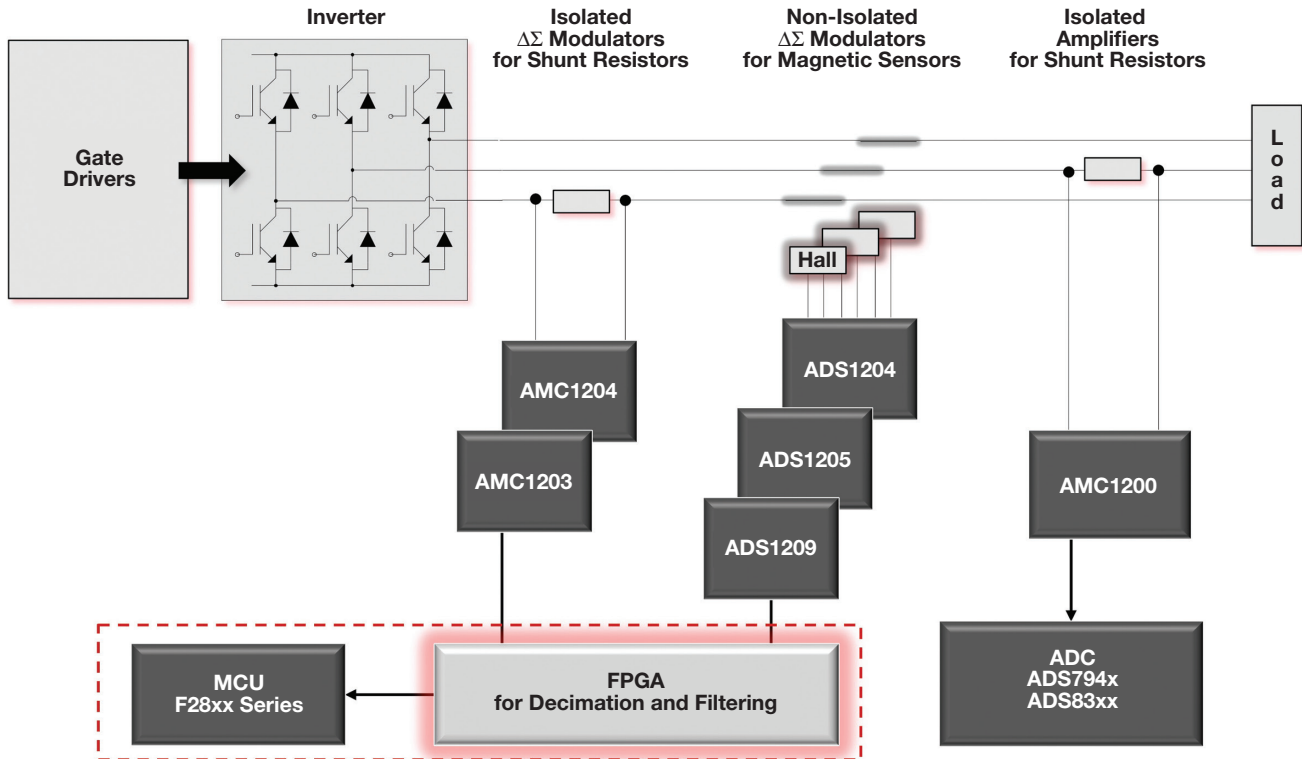 Inverter
Isolated
ΔΣ Modulators
for Shunt Resistors
Non-Isolated
ΔΣ Modulators
for Magnetic Sensors
Isolated
Amplifiers
for Shunt Resistors
Gate
Drivers
L
o
a
d
Hall
AMC1204
AMC1203
ADS1204
ADS1205
ADS1209
AMC1200
MCU
F28xx Series
FPGA
for Decimation and Filtering
ADC
ADS794x
ADS83xx